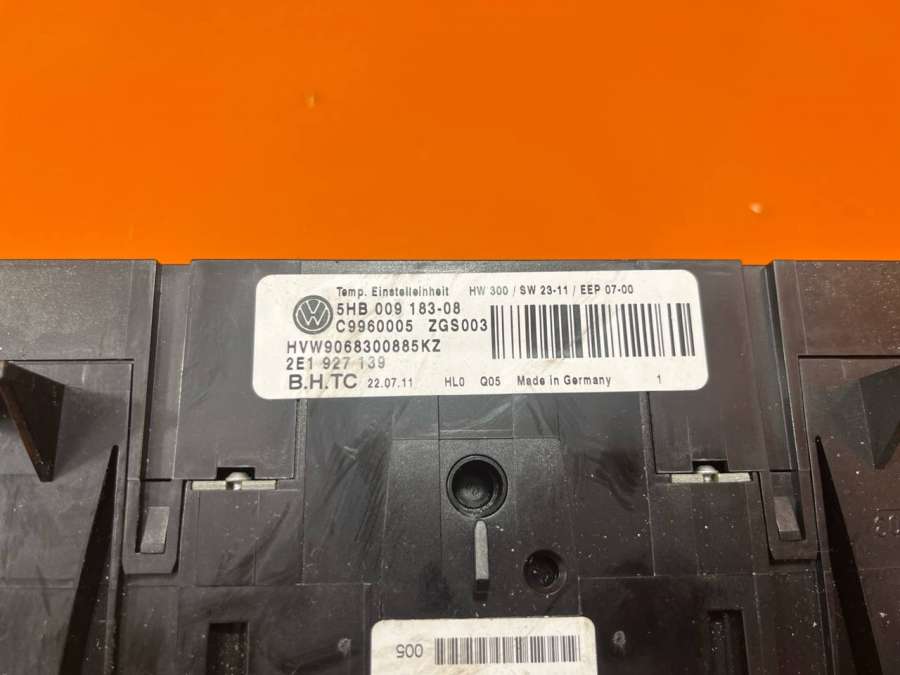 Temp. Einstelleinheit HW 300 / SW 23-11 / EEP 07-00
5HB 009 183-08
C9960005 ZGS003
HVW9068300885KZ
2E1 927 139
B.H.TC 22.07.11 HL0 Q05 Made in Germany 1
005